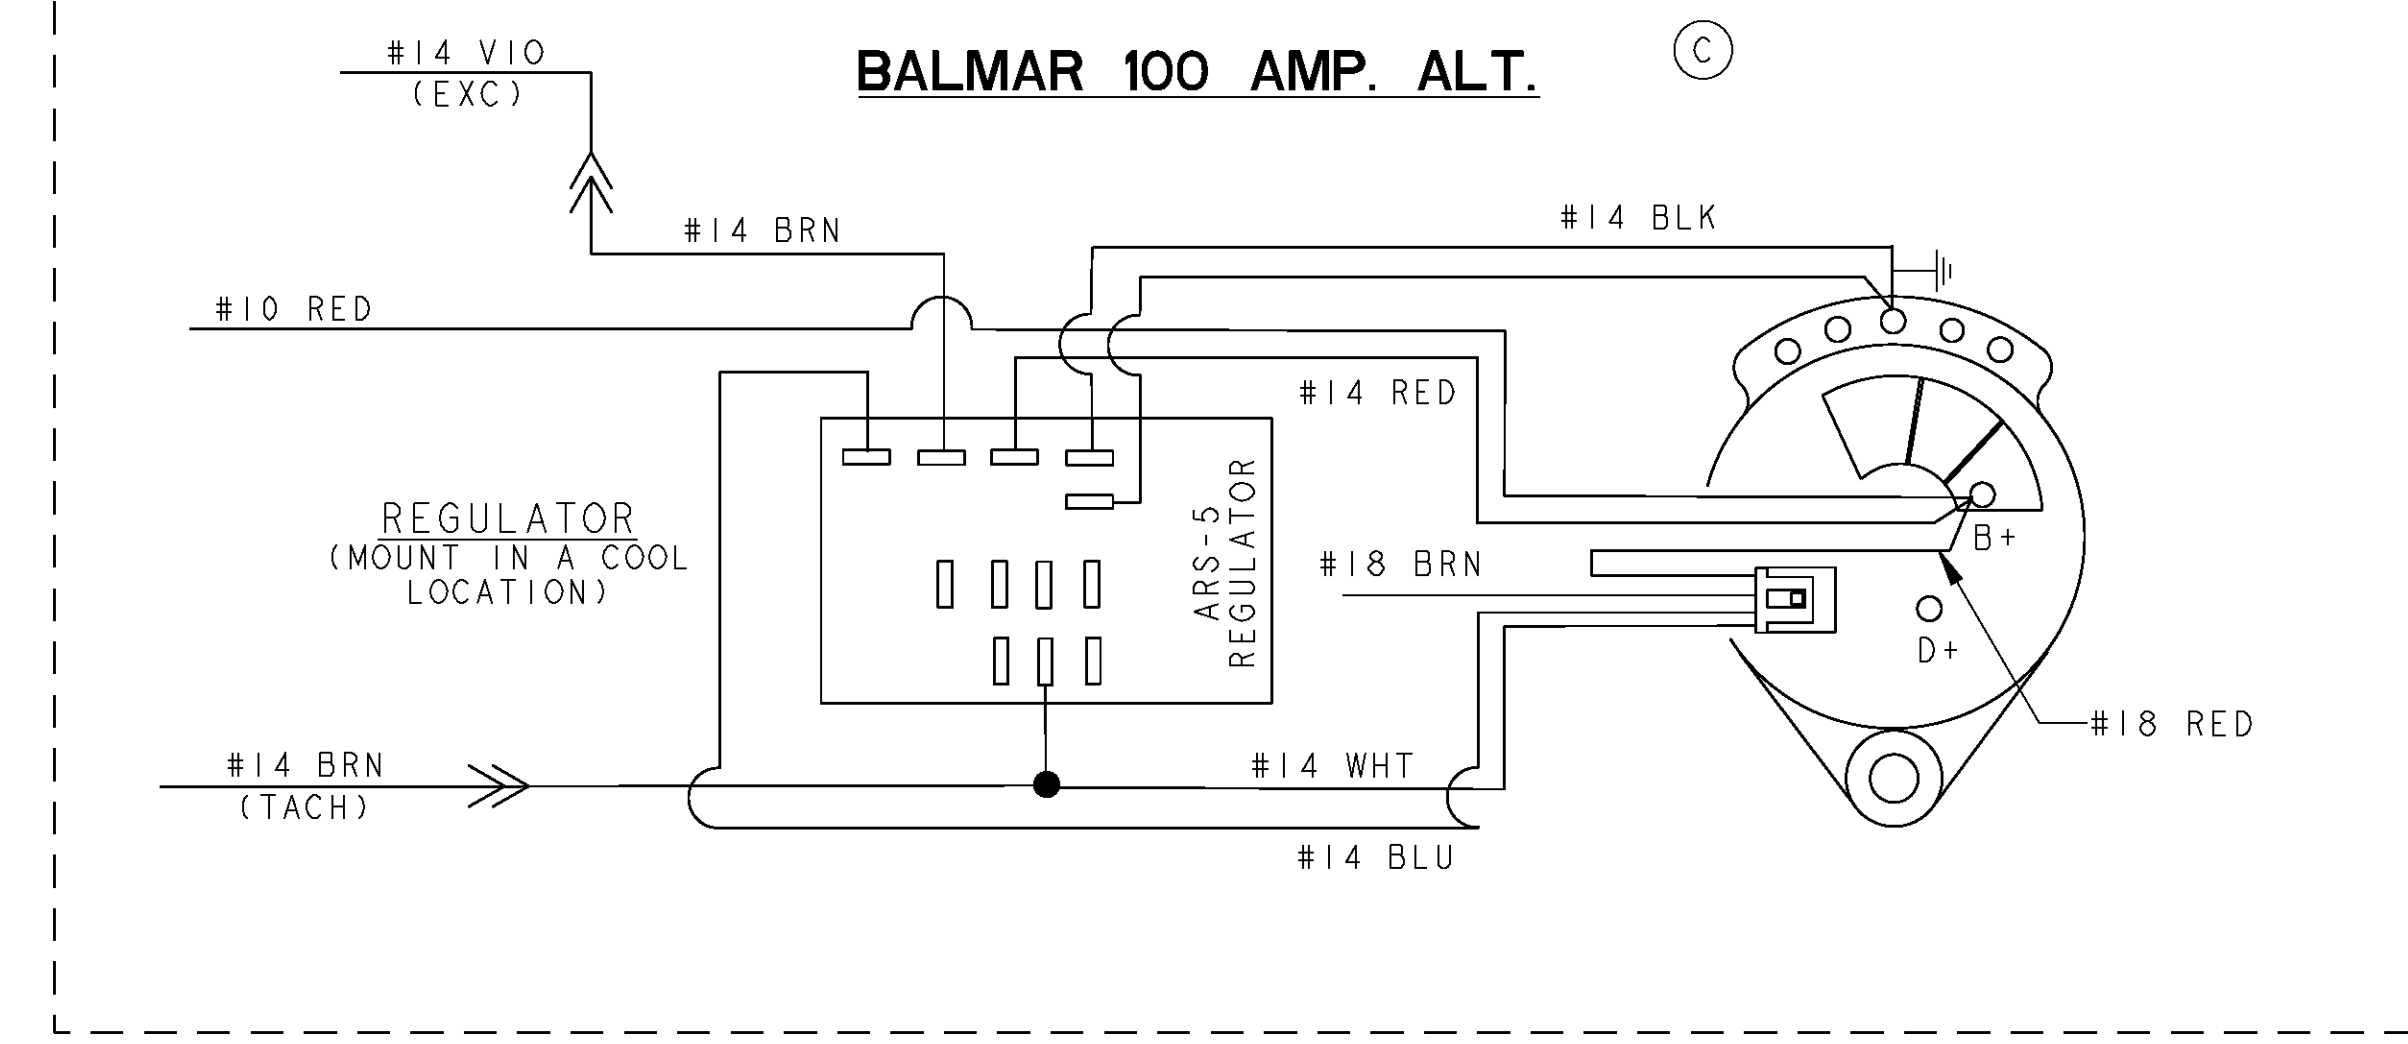 #14 VIO
(EXC)
BALMAR 100 AMP. ALT.
C
#14 BRN
#14 BLK
#10 RED
#14 RED
REGULATOR
(MOUNT IN A COOL
LOCATION)
ARS-5
REGULATOR
#18 BRN
B+
D+
#18 RED
#14 BRN
(TACH)
#14 WHT
#14 BLU